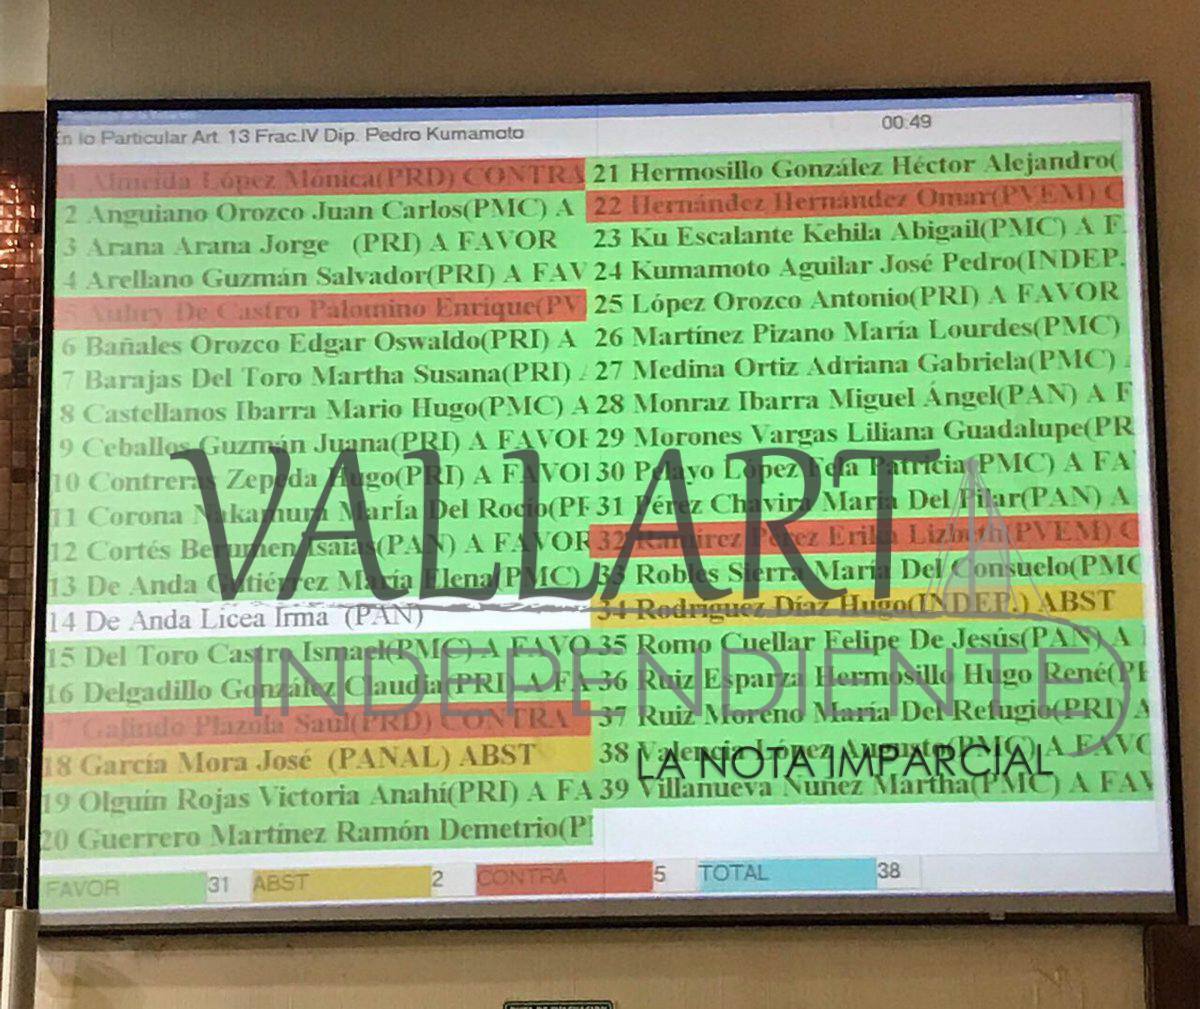 En lo Particular Art. 13 Frac.IV Dip. Pedro Kumamoto
00:49
1 Almeida López Mónica(PRD) CONTRA
2 Anguiano Orozco Juan Carlos(PMC) A
3 Arana Arana Jorge (PRI) A FAVOR
4 Arellano Guzmán Salvador(PRI) A FAV
5 Aubry De Castro Palomino Enrique(PV
6 Bañales Orozco Edgar Oswaldo(PRI) A
7 Barajas Del Toro Martha Susana(PRI) A
8 Castellanos Ibarra Mario Hugo(PMC) A
9 Ceballos Guzmán Juana(PRI) A FAVOR
10 Contreras Zepeda Hugo(PRI) A FAVOR
11 Corona Nakamura MarÍa Del Rocío(PR
12 Cortés Berumen Isaías(PAN) A FAVOR
13 De Anda Gutiérrez María Elena(PMC)
14 De Anda Licea Irma (PAN)
15 Del Toro Castro Ismael(PMC) A FAVO
16 Delgadillo González Claudia(PRI) A FA
17 Galindo Plazola Saúl(PRD) CONTRA
18 García Mora José (PANAL) ABST
19 Olguín Rojas Victoria Anahí(PRI) A FA
20 Guerrero Martínez Ramón Demetrio(P
21 Hermosillo González Héctor Alejandro(
22 Hernández Hernández Omar(PVEM) C
23 Ku Escalante Kehila Abigail(PMC) A F
24 Kumamoto Aguilar José Pedro(INDEP.
25 López Orozco Antonio(PRI) A FAVOR
26 Martínez Pizano María Lourdes(PMC)
27 Medina Ortiz Adriana Gabriela(PMC) A
28 Monraz Ibarra Miguel Ángel(PAN) A F
29 Morones Vargas Liliana Guadalupe(PR
30 Pelayo López Fela Patricia(PMC) A FA
31 Pérez Chavira María Del Pilar(PAN) A
32 Ramírez Pérez Erika Lizbeth(PVEM) C
33 Robles Sierra María Del Consuelo(PMC
34 Rodríguez Díaz Hugo(INDEP.) ABST
35 Romo Cuellar Felipe De Jesús(PAN) A
36 Ruiz Esparza Hermosillo Hugo René(PR
37 Ruiz Moreno María Del Refugio(PRI) A
38 Valencia López Augusto(PMC) A FAVO
39 Villanueva Nuñez Martha(PMC) A FAV
FAVOR 31 ABST 2 CONTRA 5 TOTAL 38
VALLARTA
INDEPENDIENTE
LA NOTA IMPARCIAL